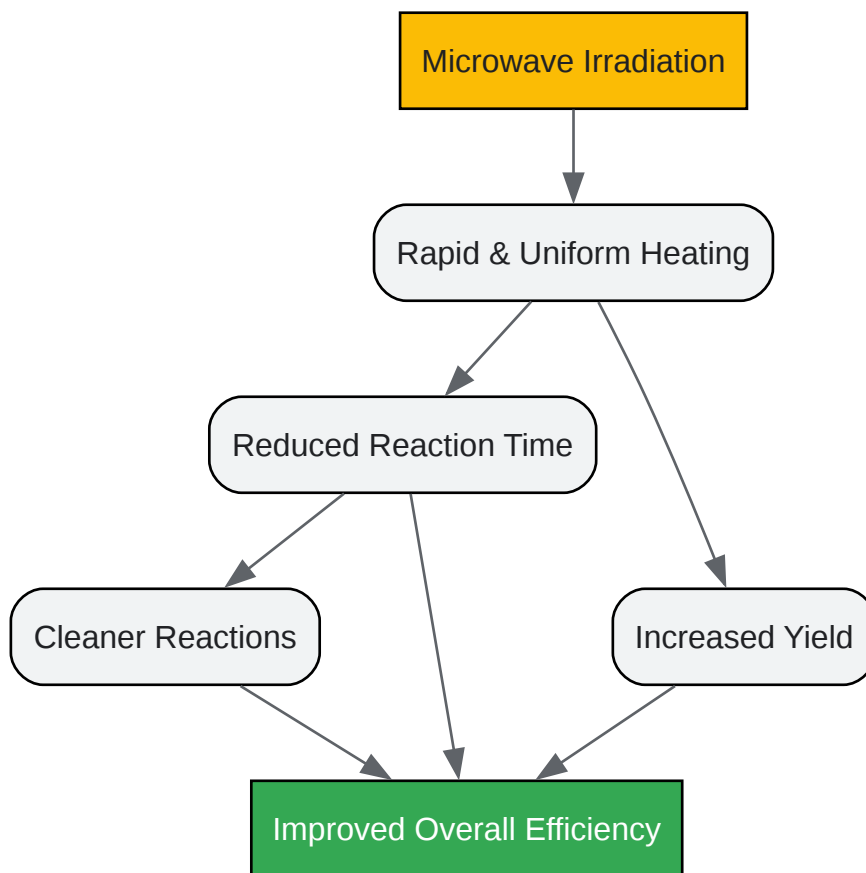 Microwave Irradiation
Rapid & Uniform Heating
Reduced Reaction Time
Cleaner Reactions
Increased Yield
Improved Overall Efficiency